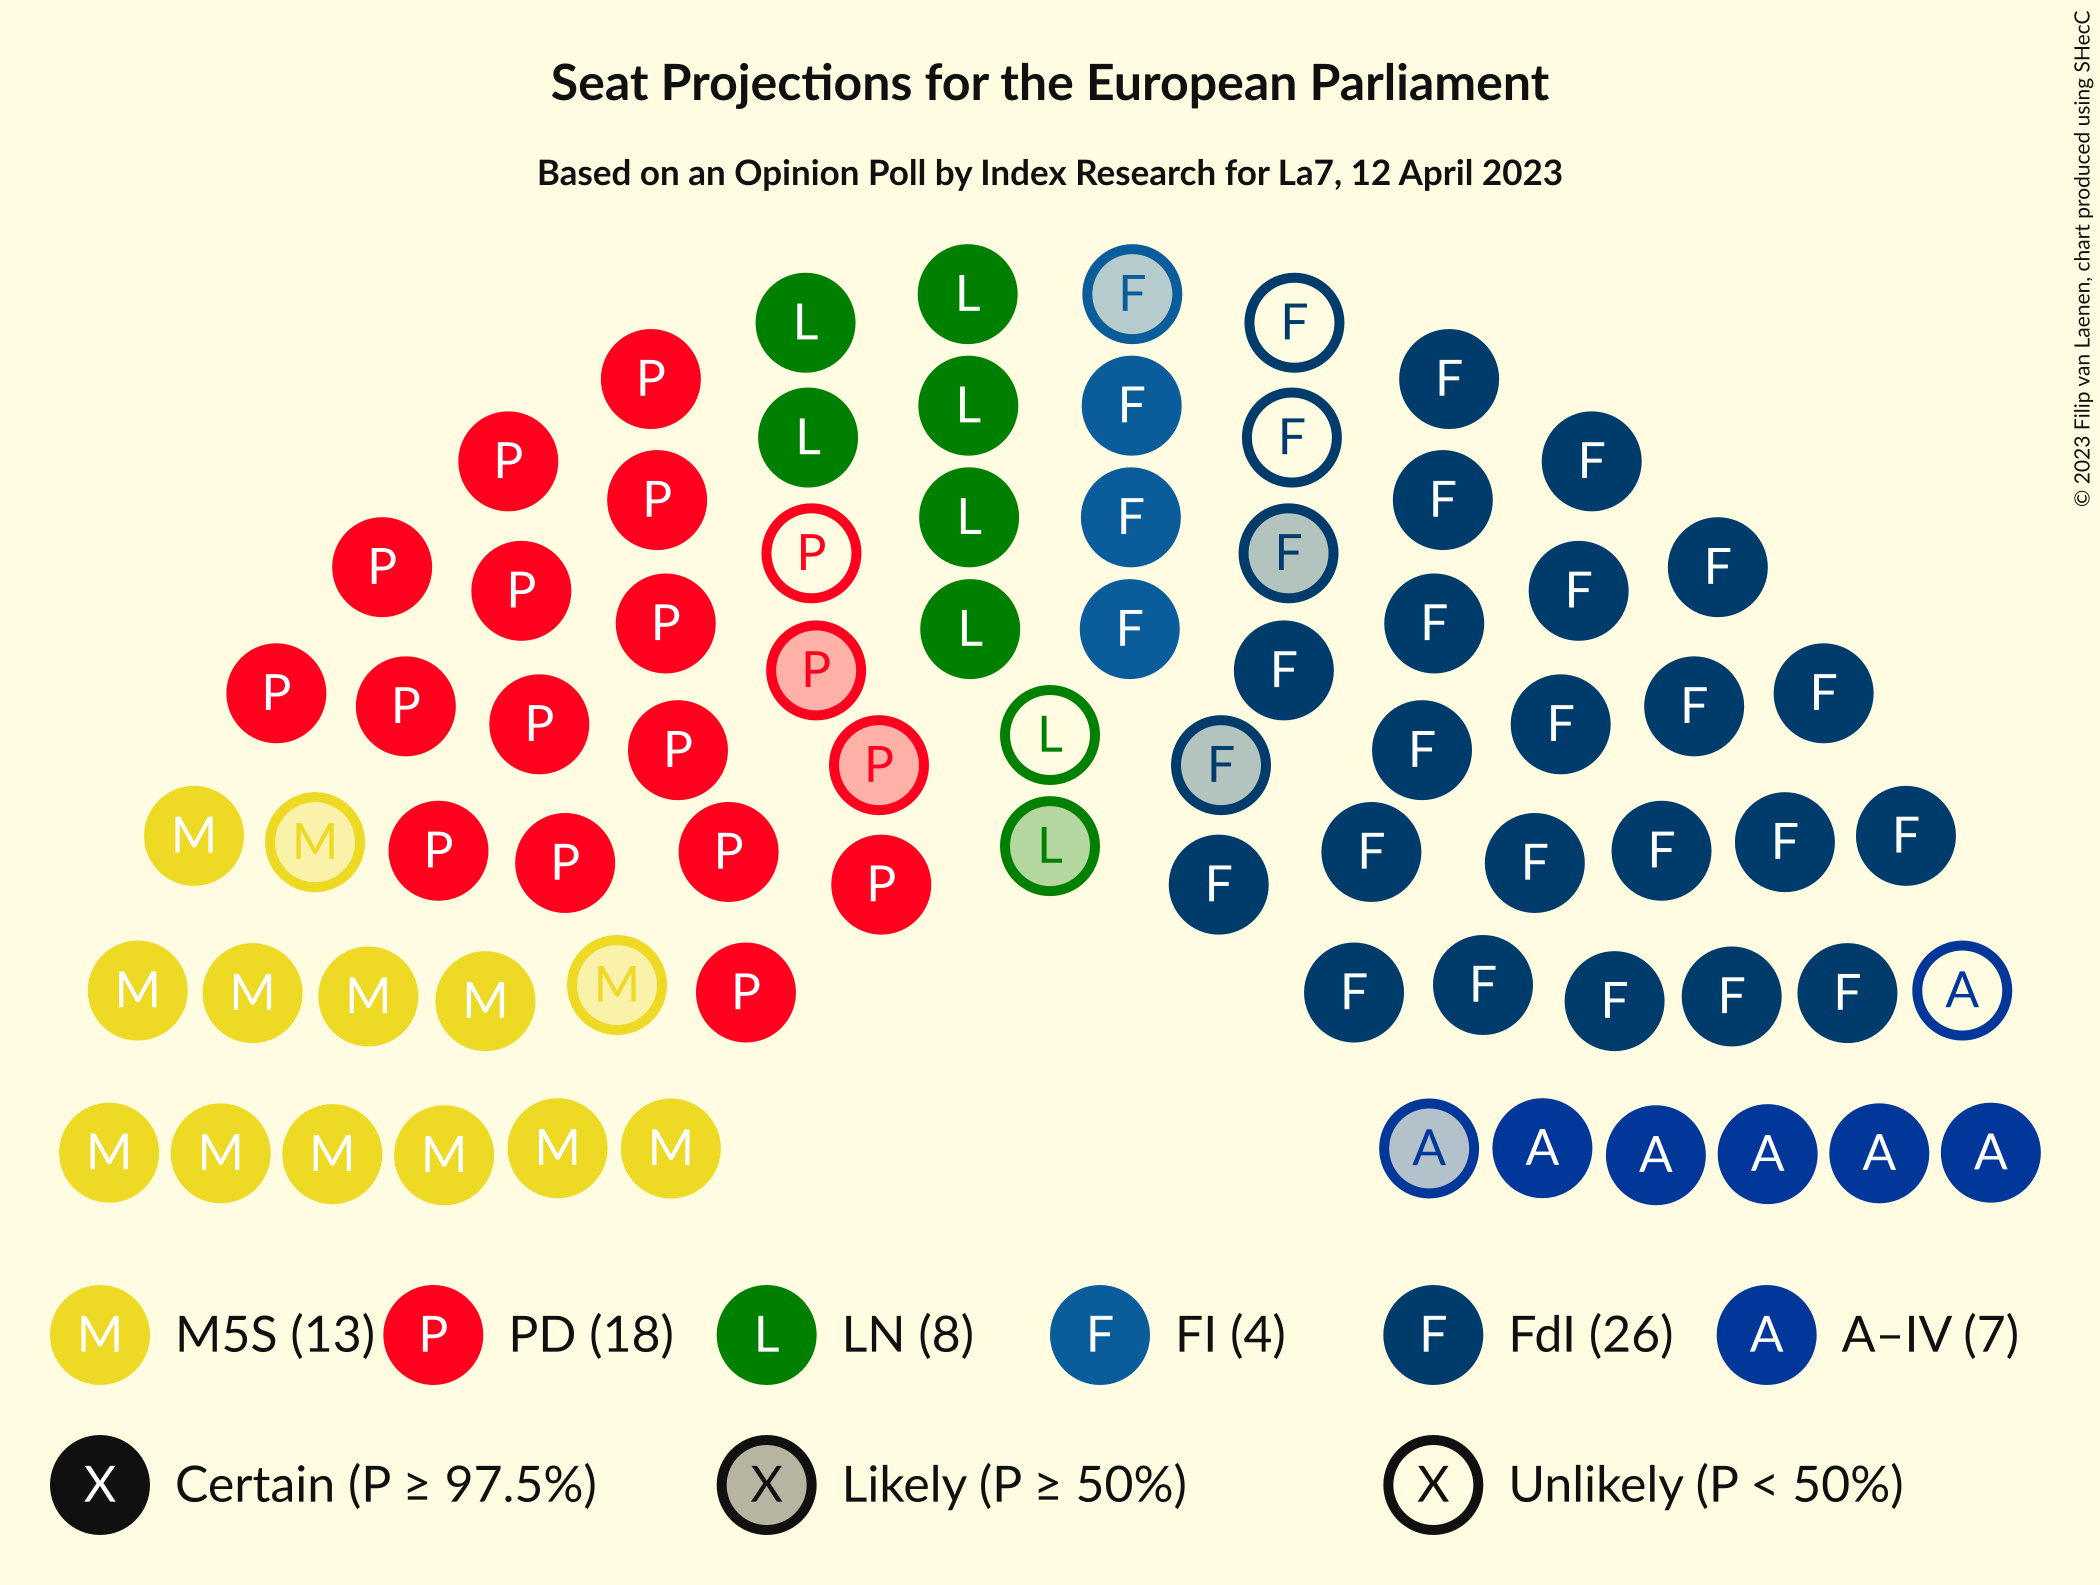 Seat Projections for the European Parliament
Based on an Opinion Poll by Index Research for La7, 12 April 2023
© 2023 Filip van Laenen, chart produced using SHecC
L L F F
P L L F F F
P P P L F F F F
P P P P L F F F F F
P P P P P L F F F F F
M M P P P P L F F F F F F
M M M M M P F F F F F A
M M M M M M A A A A A A
M M5S (13) P PD (18) L LN (8) F FI (4) F FdI (26) A A–IV (7)
X Certain (P ≥ 97.5%) X Likely (P ≥ 50%) X Unlikely (P < 50%)